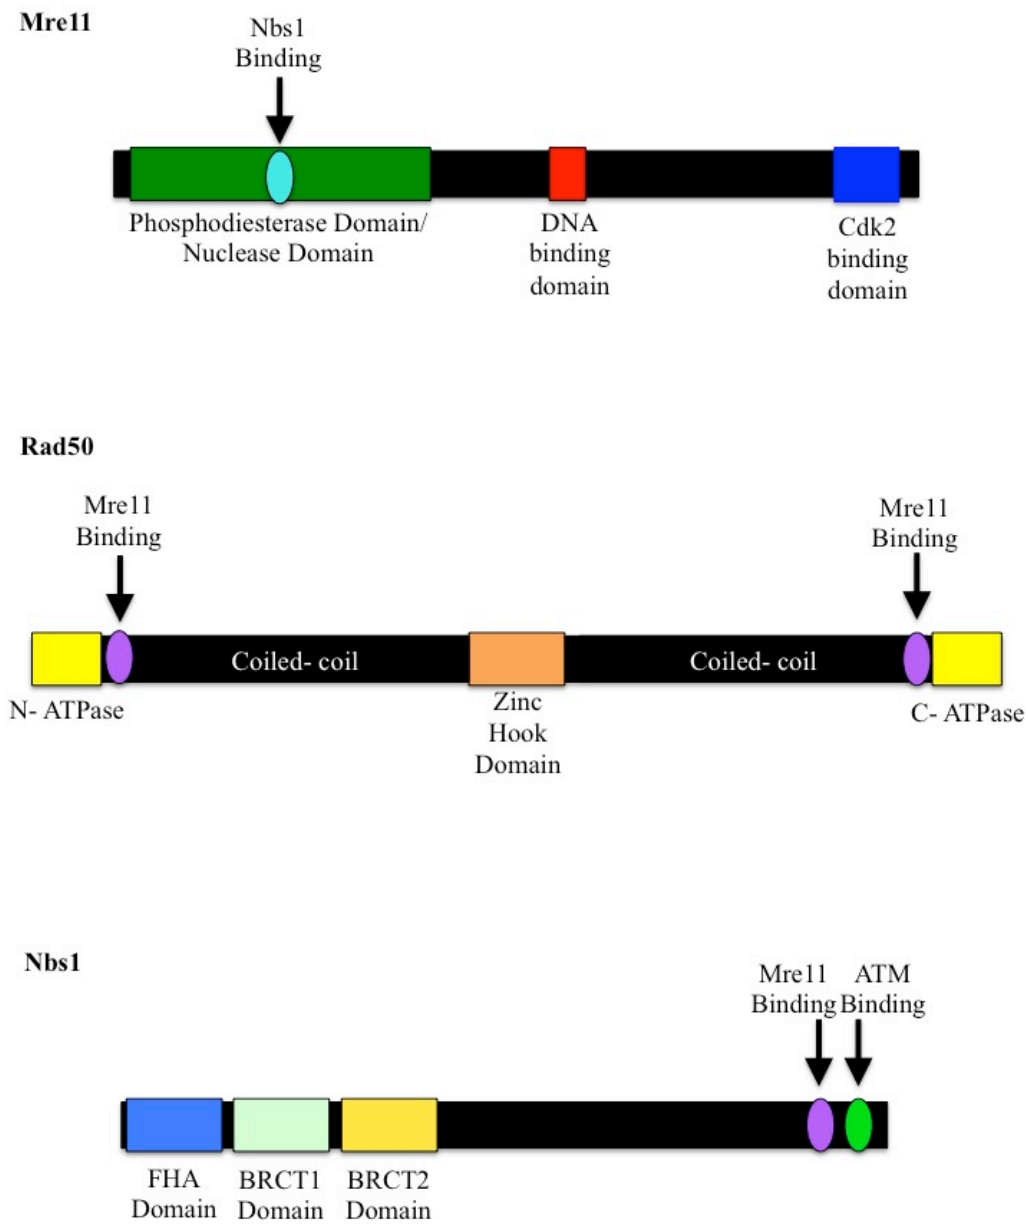 Mre11
Nbs1
Binding
Phosphodiesterase Domain/
Nuclease Domain
DNA
binding
domain
Cdk2
binding
domain
Rad50
Mre11
Binding
Mre11
Binding
Coiled- coil
Coiled- coil
N- ATPase
Zinc
Hook
Domain
C- ATPase
Nbs1
Mre11
Binding
ATM
Binding
FHA
Domain
BRCT1
Domain
BRCT2
Domain